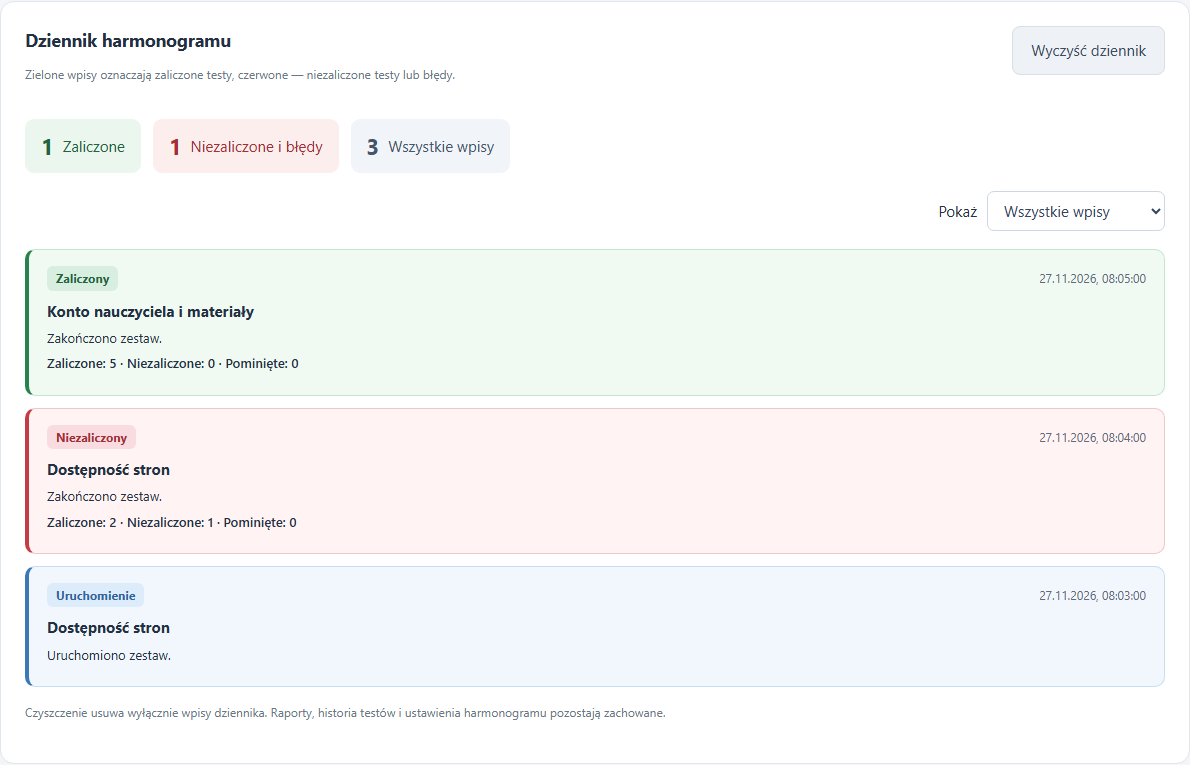 Dziennik harmonogramu
Wyczyść dziennik
Zielone wpisy oznaczają zaliczone testy, czerwone — niezaliczone testy lub błędy.
1 Zaliczone
1 Niezaliczone i błędy
3 Wszystkie wpisy
Pokaż
Wszystkie wpisy
Zaliczony
27.11.2026, 08:05:00
Konto nauczyciela i materiały
Zakończono zestaw.
Zaliczone: 5 · Niezaliczone: 0 · Pominięte: 0
Niezaliczony
27.11.2026, 08:04:00
Dostępność stron
Zakończono zestaw.
Zaliczone: 2 · Niezaliczone: 1 · Pominięte: 0
Uruchomienie
27.11.2026, 08:03:00
Dostępność stron
Uruchomiono zestaw.
Czyszczenie usuwa wyłącznie wpisy dziennika. Raporty, historia testów i ustawienia harmonogramu pozostają zachowane.